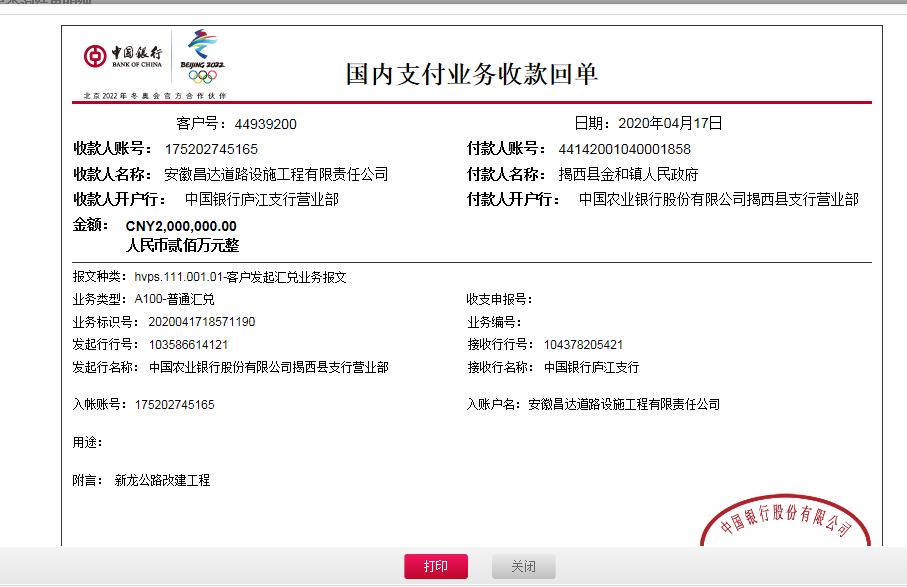 中国银行
BANK OF CHINA
BEIJING 2022
北京2022年冬奥会官方合作伙伴
国内支付业务收款回单
客户号：44939200 日期：2020年04月17日
收款人账号：175202745165 付款人账号：44142001040001858
收款人名称：安徽昌达道路设施工程有限责任公司 付款人名称：揭西县金和镇人民政府
收款人开户行：中国银行庐江支行营业部 付款人开户行：中国农业银行股份有限公司揭西县支行营业部
金额：CNY2,000,000.00
人民币贰佰万元整
报文种类：hvps.111.001.01-客户发起汇兑业务报文
业务类型：A100-普通汇兑 收支申报号：
业务标识号：2020041718571190 业务编号：
发起行行号：103586614121 接收行行号：104378205421
发起行名称：中国农业银行股份有限公司揭西县支行营业部 接收行名称：中国银行庐江支行
入帐账号：175202745165 入账户名：安徽昌达道路设施工程有限责任公司
用途：
附言：新龙公路改建工程
中国银行股份有限公司
打印 关闭